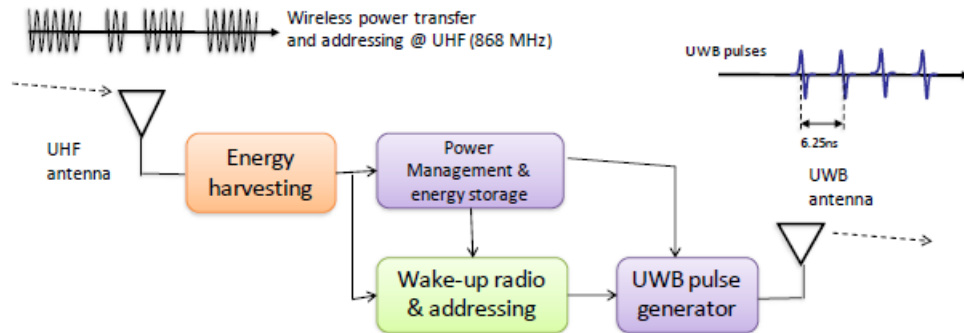 Wireless power transfer
and addressing @ UHF (868 MHz)
UWB pulses
6.25ns
UHF
antenna
Energy
harvesting
Power
Management &
energy storage
UWB
antenna
Wake-up radio
& addressing
UWB pulse
generator